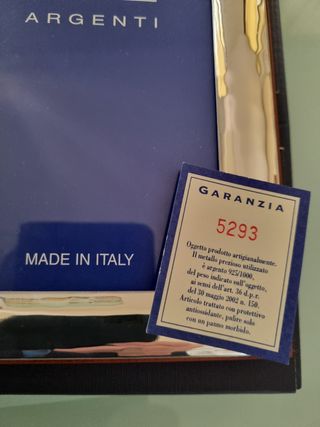 ARGENTI
MADE IN ITALY
GARANZIA
5293
Oggetto prodotto artigianalmente.
Il metallo prezioso utilizzato
è argento 925/1000,
del peso indicato sull'oggetto,
ai sensi dell'art. 36 d.p.r.
del 30 maggio 2002 n. 150.
Articolo trattato con protettivo
antiossidante, pulire solo
con un panno morbido.